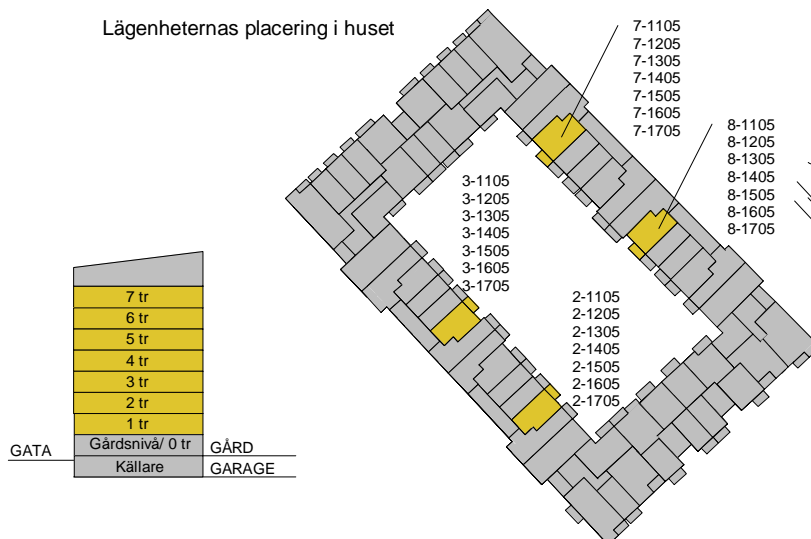 Lägenheternas placering i huset
7-1105
7-1205
7-1305
7-1405
7-1505
7-1605
7-1705
8-1105
8-1205
8-1305
8-1405
8-1505
8-1605
8-1705
3-1105
3-1205
3-1305
3-1405
3-1505
3-1605
3-1705
2-1105
2-1205
2-1305
2-1405
2-1505
2-1605
2-1705
7 tr
6 tr
5 tr
4 tr
3 tr
2 tr
1 tr
GATA Gårdsnivå/ 0 tr GÅRD
Källare GARAGE